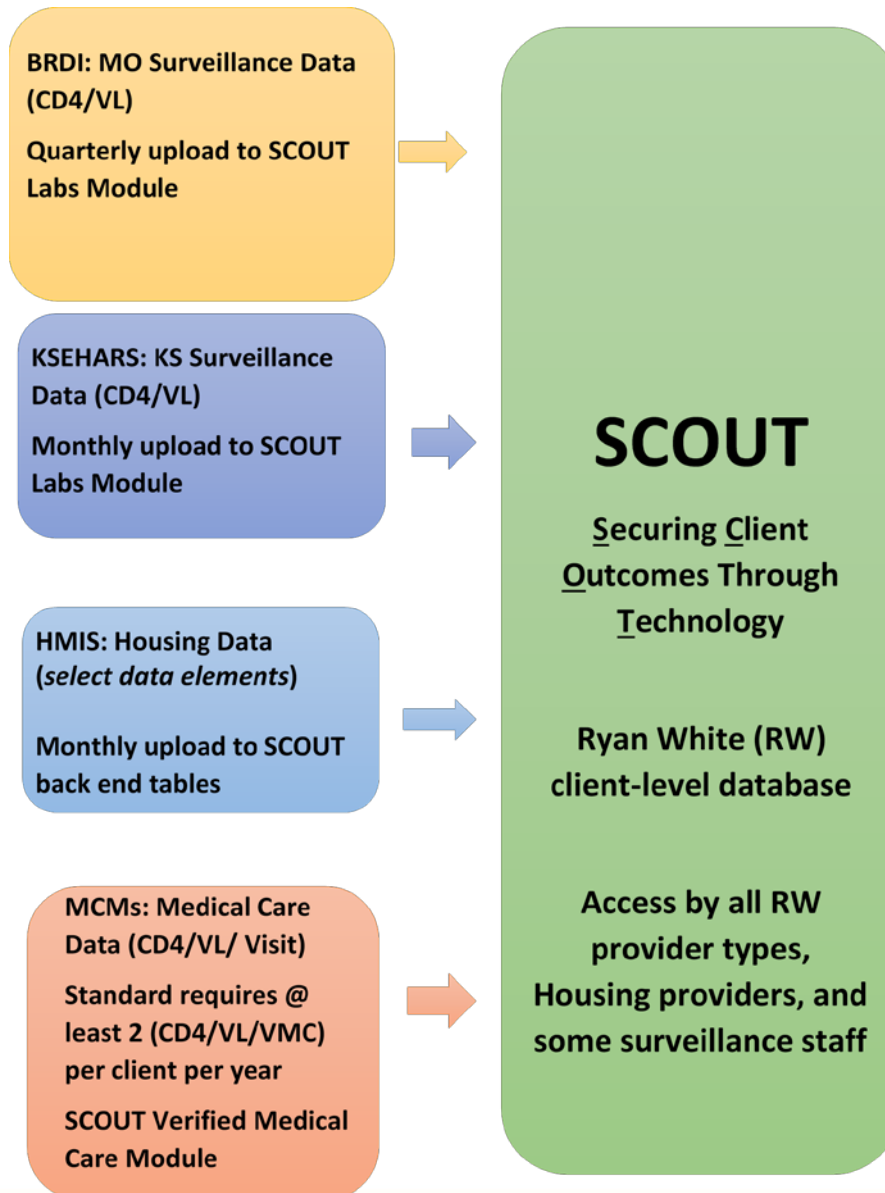 BRDI: MO Surveillance Data
(CD4/VL)
Quarterly upload to SCOUT
Labs Module
KSEHARS: KS Surveillance
Data (CD4/VL)
Monthly upload to SCOUT
Labs Module
HMIS: Housing Data
(select data elements)
Monthly upload to SCOUT
back end tables
MCMs: Medical Care
Data (CD4/VL/ Visit)
Standard requires @
least 2 (CD4/VL/VMC)
per client per year
SCOUT Verified Medical
Care Module
SCOUT
Securing Client
Outcomes Through
Technology
Ryan White (RW)
client-level database
Access by all RW
provider types,
Housing providers, and
some surveillance staff